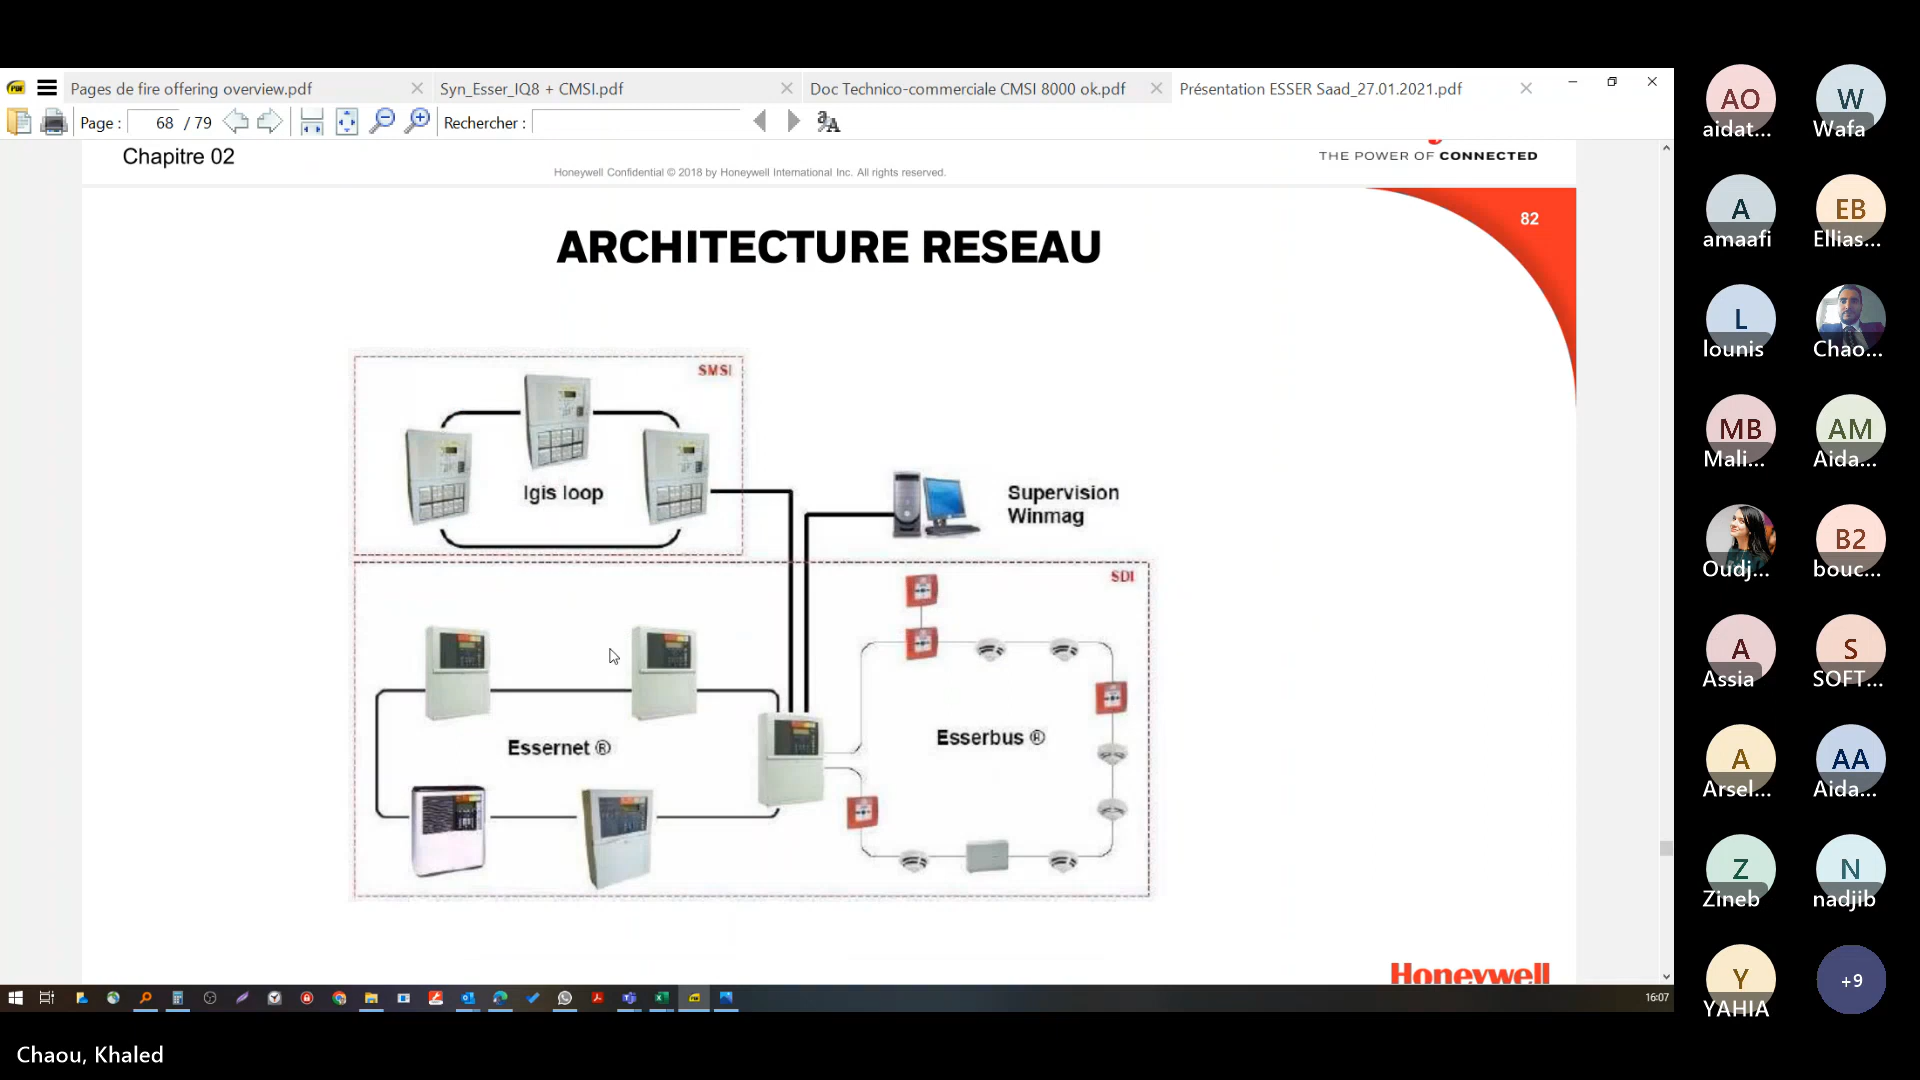 Pages de fire offering overview.pdf
Syn_Esser_IQ8 + CMSI.pdf
Doc Technico-commerciale CMSI 8000 ok.pdf
Présentation ESSER Saad_27.01.2021.pdf
Page : 68 / 79
Rechercher :
Chapitre 02
Honeywell Confidential © 2018 by Honeywell International Inc. All rights reserved.
THE POWER OF CONNECTED
82
ARCHITECTURE RESEAU
SMSI
Igis loop
Supervision
Winmag
SDI
Essernet ®
Esserbus ®
Honeywell
16:07
Chaou, Khaled
AO
aidat...
W
Wafa
A
amaafi
EB
Ellias...
L
lounis
Chao...
MB
Mali...
AM
Aida...
Oudj...
B2
bouc...
A
Assia
S
SOFT...
A
Arsel...
AA
Aida...
Z
Zineb
N
nadjib
Y
YAHIA
+9